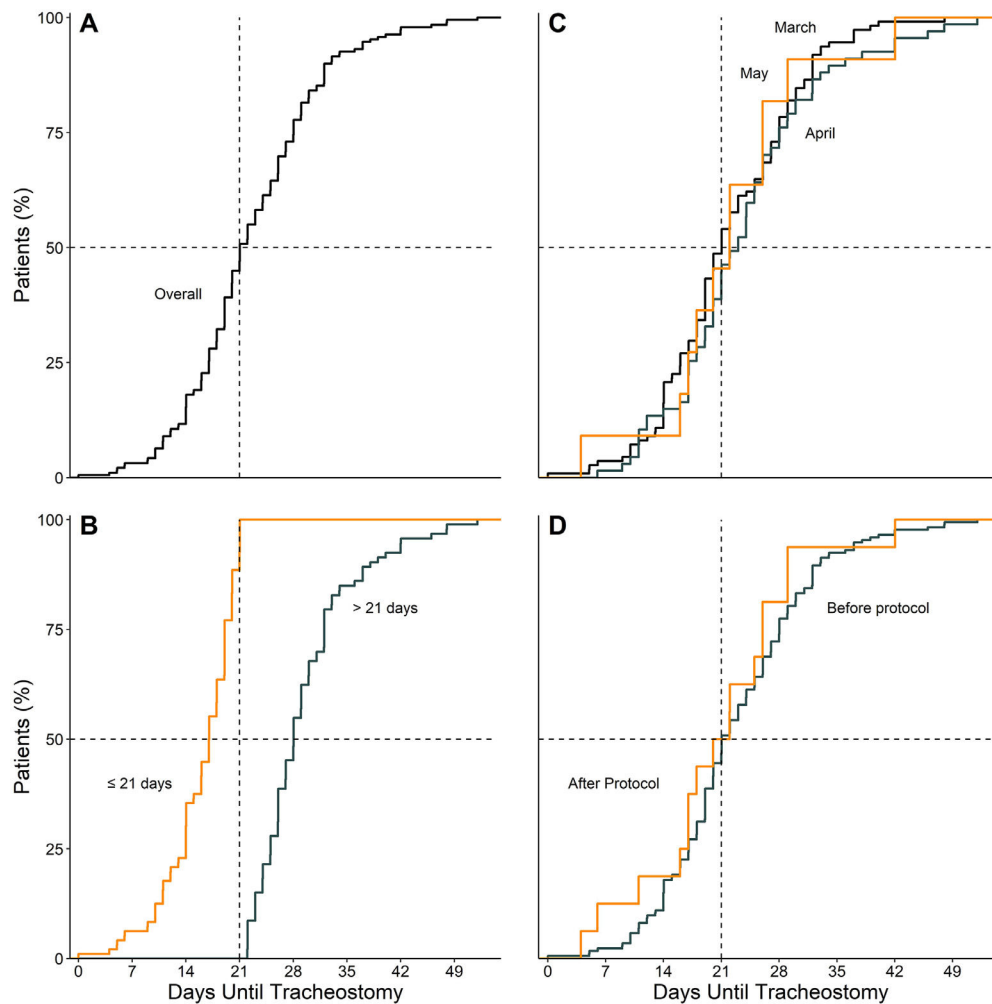 A
100
75
50
25
0
Patients (%)
Overall
C
March
May
April
B
100
75
50
25
0
Patients (%)
≤ 21 days
> 21 days
0 7 14 21 28 35 42 49
Days Until Tracheostomy
D
Before protocol
After Protocol
0 7 14 21 28 35 42 49
Days Until Tracheostomy